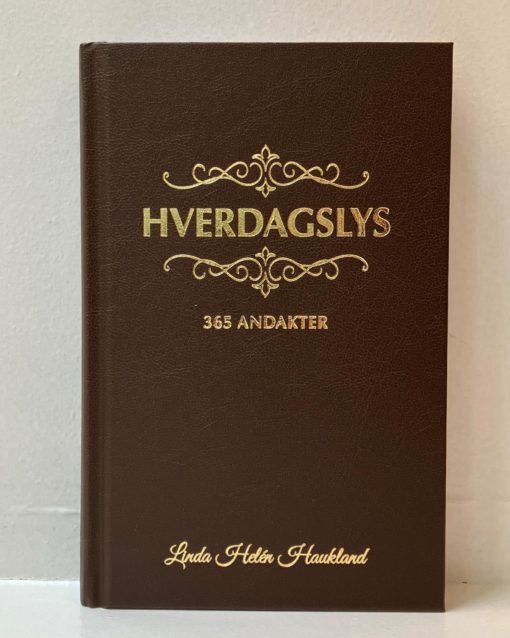 HVERDAGSLYS
365 ANDAKTER
Linda Helén Haukland